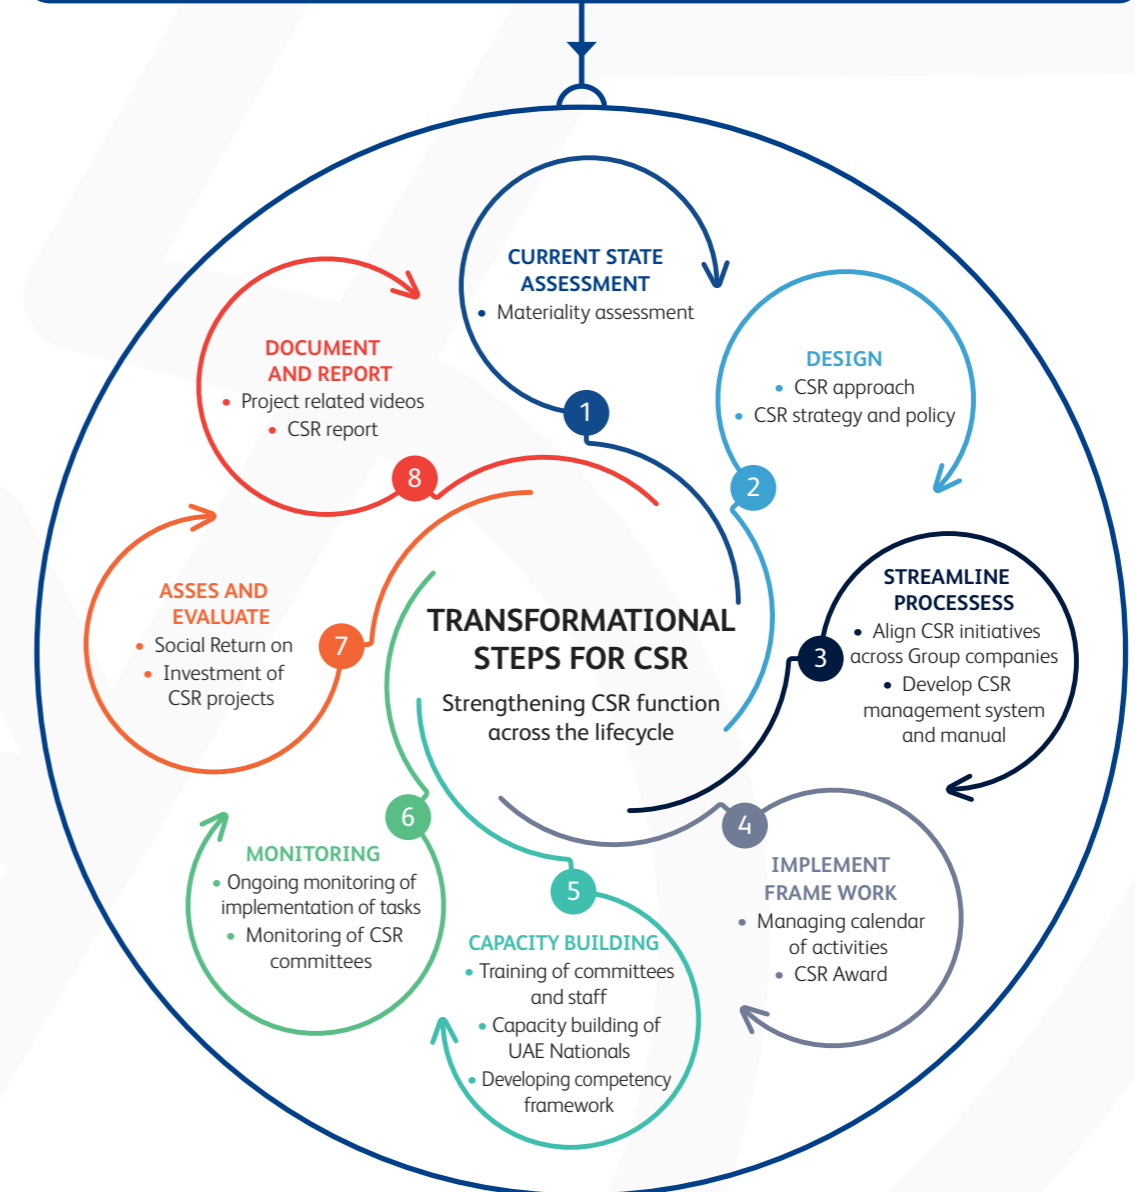 TRANSFORMATIONAL
STEPS FOR CSR
Strengthening CSR function
across the lifecycle
1
CURRENT STATE
ASSESSMENT
• Materiality assessment
2
DESIGN
• CSR approach
• CSR strategy and policy
3
STREAMLINE
PROCESSESS
• Align CSR initiatives
across Group companies
• Develop CSR
management system
and manual
4
IMPLEMENT
FRAME WORK
• Managing calendar
of activities
• CSR Award
5
CAPACITY BUILDING
• Training of committees
and staff
• Capacity building of
UAE Nationals
• Developing competency
framework
6
MONITORING
• Ongoing monitoring of
implementation of tasks
• Monitoring of CSR
committees
7
ASSES AND
EVALUATE
• Social Return on
• Investment of
CSR projects
8
DOCUMENT
AND REPORT
• Project related videos
• CSR report